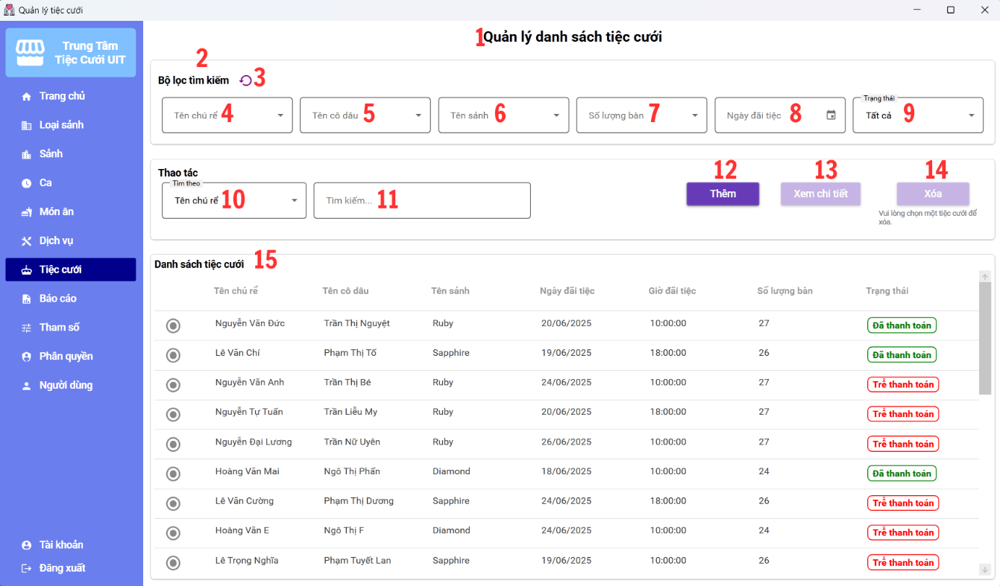 Quản lý tiệc cưới
Trung Tâm
Tiệc Cưới UIT
Trang chủ
Loại sảnh
Sảnh
Ca
Món ăn
Dịch vụ
Tiệc cưới
Báo cáo
Tham số
Phân quyền
Người dùng
Tài khoản
Đăng xuất
1 Quản lý danh sách tiệc cưới
2
Bộ lọc tìm kiếm 3
Trạng thái
Tên chú rể 4 Tên cô dâu 5 Tên sảnh 6 Số lượng bàn 7 Ngày đãi tiệc 8 Tất cả 9
12 13 14
Thao tác
Tìm theo
Tên chú rể 10 Tìm kiếm... 11 Thêm Xem chi tiết Xóa
Vui lòng chọn một tiệc cưới để
xóa.
Danh sách tiệc cưới 15
Tên chú rể Tên cô dâu Tên sảnh Ngày đãi tiệc Giờ đãi tiệc Số lượng bàn Trạng thái
Nguyễn Văn Đức Trần Thị Nguyệt Ruby 20/06/2025 10:00:00 27 Đã thanh toán
Lê Văn Chí Phạm Thị Tố Sapphire 19/06/2025 18:00:00 26 Đã thanh toán
Nguyễn Văn Anh Trần Thị Bé Ruby 24/06/2025 10:00:00 27 Trễ thanh toán
Nguyễn Tự Tuấn Trần Liễu My Ruby 20/06/2025 18:00:00 27 Trễ thanh toán
Nguyễn Đại Lương Trần Nữ Uyên Ruby 26/06/2025 10:00:00 27 Trễ thanh toán
Hoàng Văn Mai Ngô Thị Phấn Diamond 18/06/2025 10:00:00 24 Đã thanh toán
Lê Văn Cường Phạm Thị Dương Sapphire 24/06/2025 18:00:00 26 Trễ thanh toán
Hoàng Văn E Ngô Thị F Diamond 24/06/2025 10:00:00 24 Trễ thanh toán
Lê Trọng Nghĩa Phạm Tuyết Lan Sapphire 19/06/2025 10:00:00 26 Trễ thanh toán